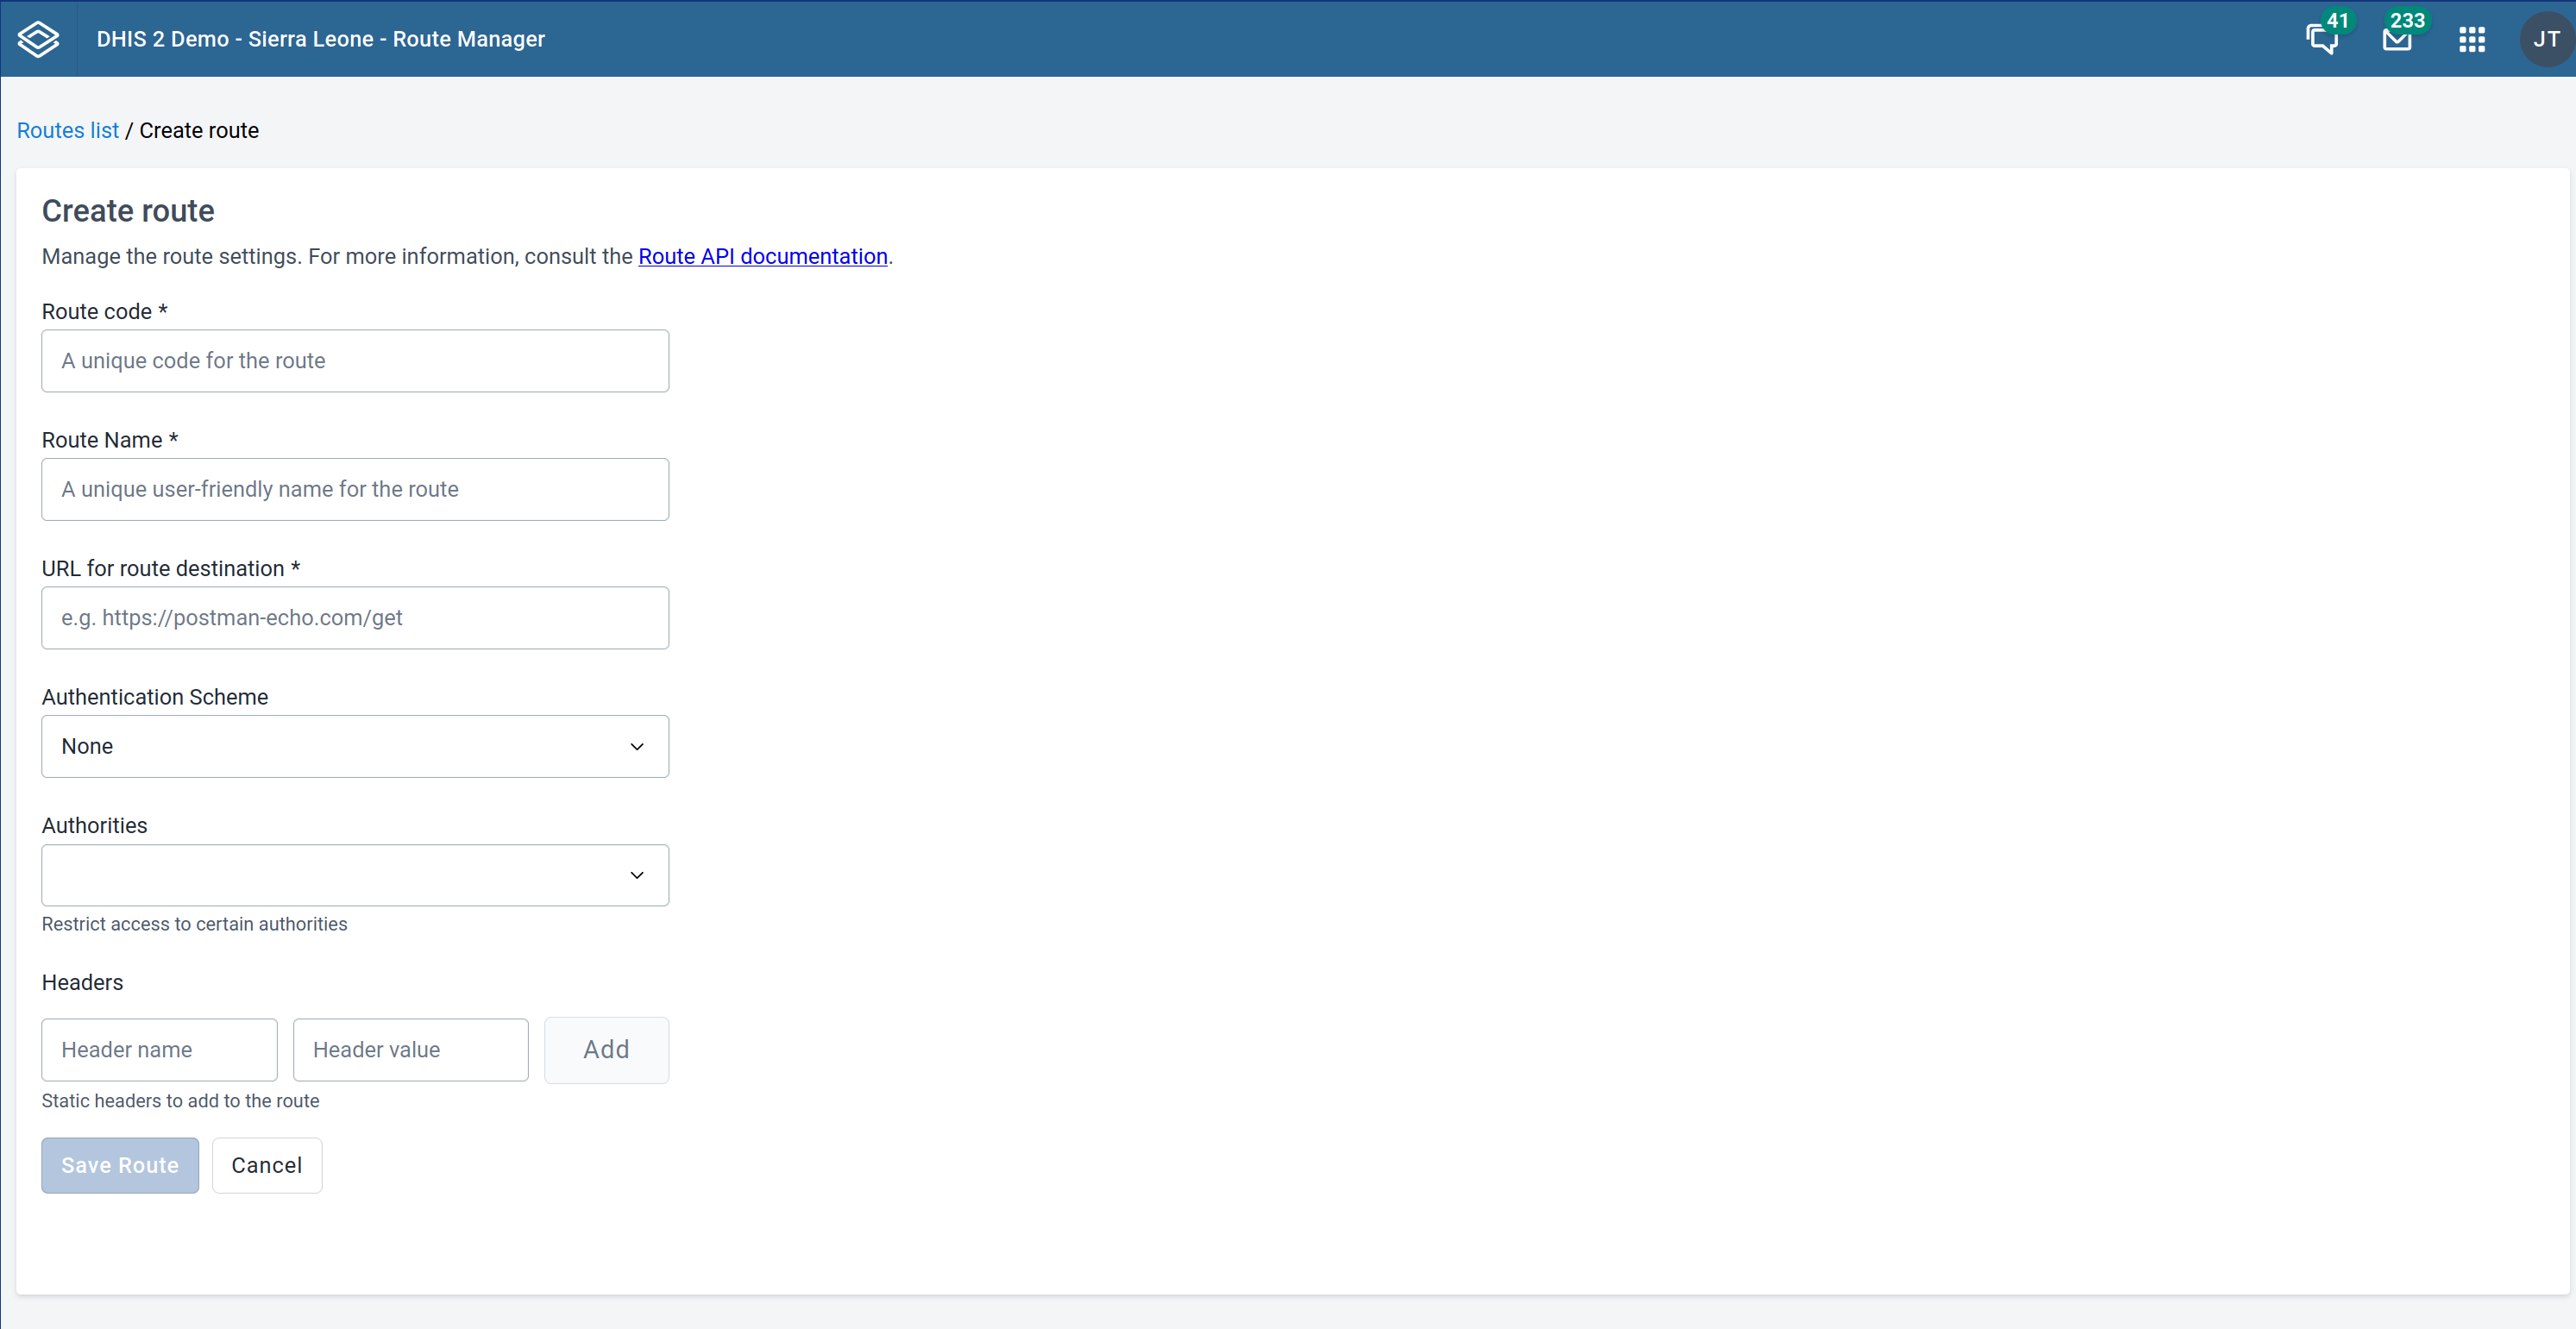 DHIS 2 Demo - Sierra Leone - Route Manager
41
233
JT
Routes list / Create route
Create route
Manage the route settings. For more information, consult the Route API documentation.
Route code *
A unique code for the route
Route Name *
A unique user-friendly name for the route
URL for route destination *
e.g. https://postman-echo.com/get
Authentication Scheme
None
Authorities
Restrict access to certain authorities
Headers
Header name
Header value
Add
Static headers to add to the route
Save Route
Cancel